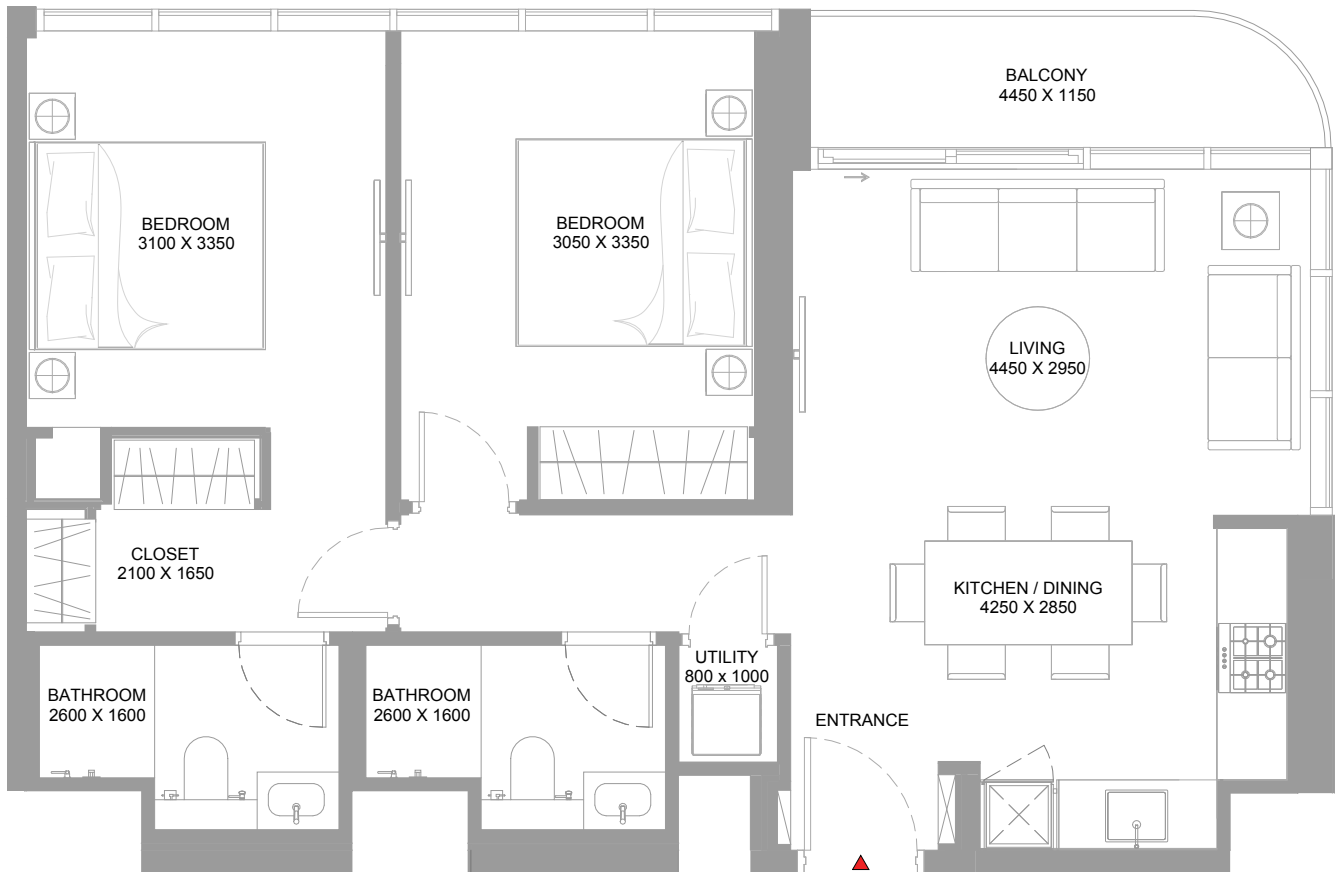 BALCONY
4450 X 1150
BEDROOM
3100 X 3350
BEDROOM
3050 X 3350
LIVING
4450 X 2950
CLOSET
2100 X 1650
KITCHEN / DINING
4250 X 2850
BATHROOM
2600 X 1600
BATHROOM
2600 X 1600
UTILITY
800 x 1000
ENTRANCE